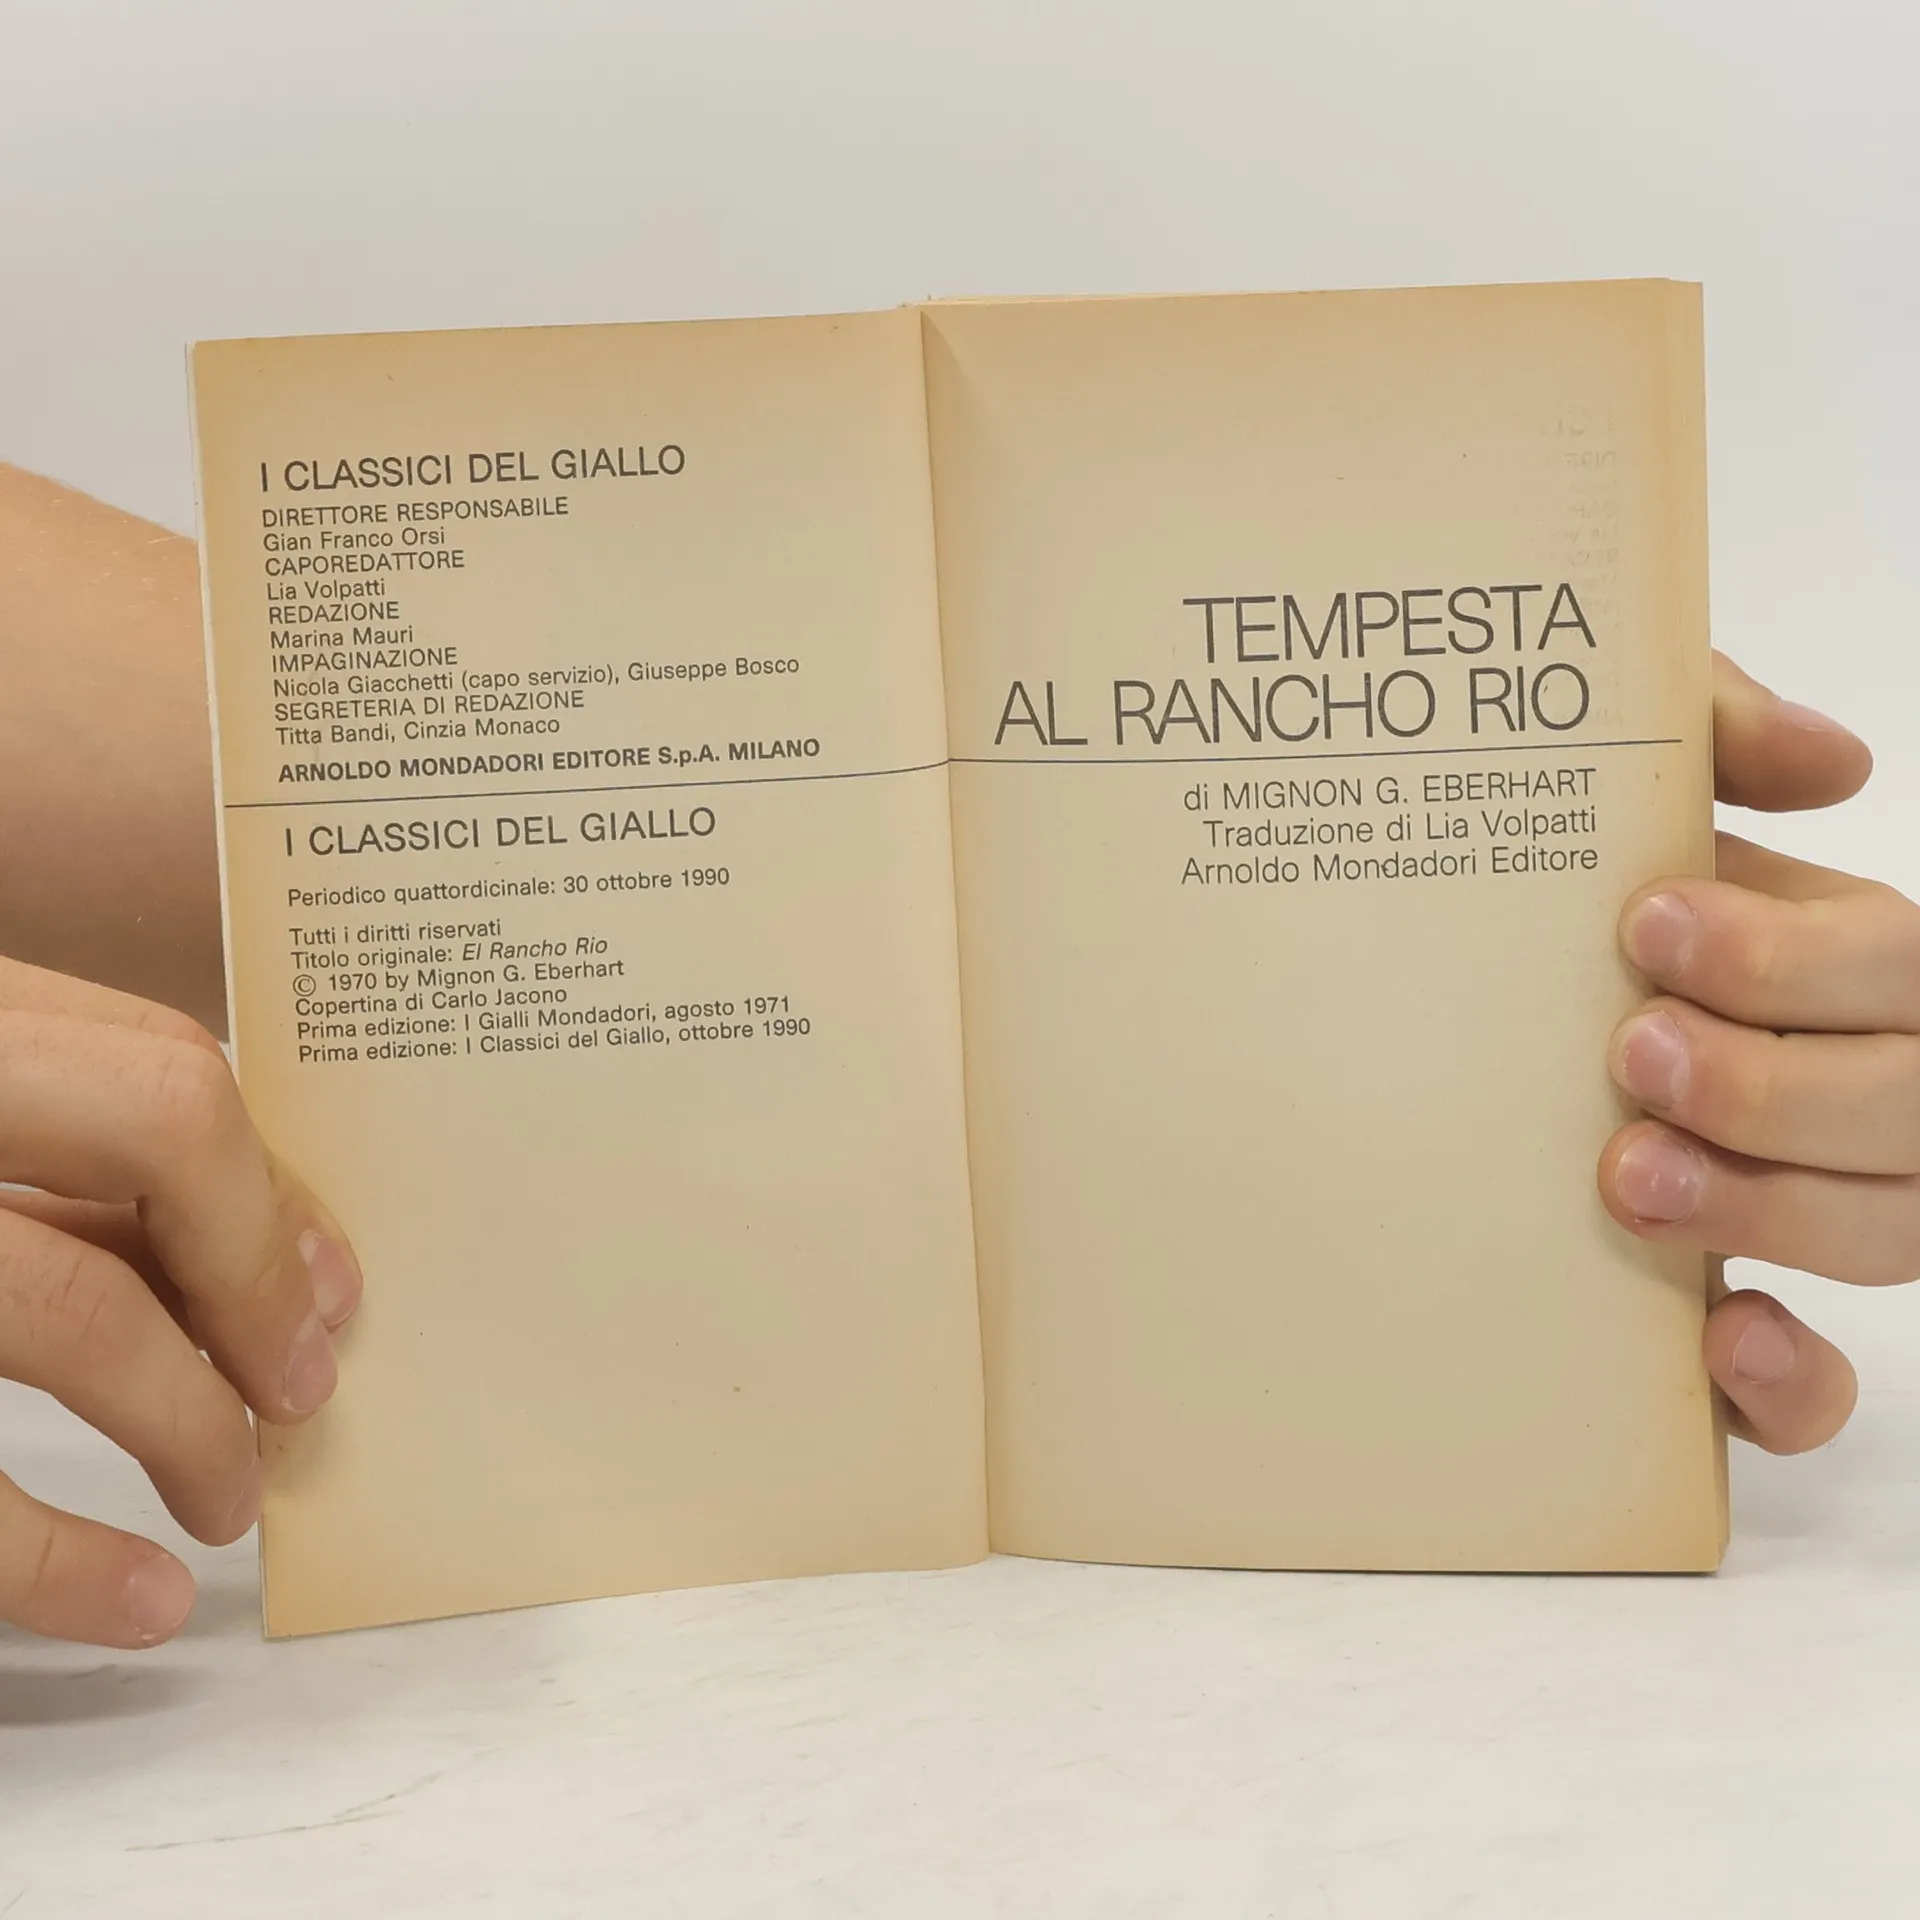 I CLASSICI DEL GIALLO
DIRETTORE RESPONSABILE
Gian Franco Orsi
CAPOREDATTORE
Lia Volpatti
REDAZIONE
Marina Mauri
IMPAGINAZIONE
Nicola Giacchetti (capo servizio), Giuseppe Bosco
SEGRETERIA DI REDAZIONE
Titta Bandi, Cinzia Monaco
ARNOLDO MONDADORI EDITORE S.p.A. MILANO
I CLASSICI DEL GIALLO
Periodico quattordicinale: 30 ottobre 1990
Tutti i diritti riservati
Titolo originale: El Rancho Rio
© 1970 by Mignon G. Eberhart
Copertina di Carlo Jacono
Prima edizione: I Gialli Mondadori, agosto 1971
Prima edizione: I Classici del Giallo, ottobre 1990
TEMPESTA
AL RANCHO RIO
di MIGNON G. EBERHART
Traduzione di Lia Volpatti
Arnoldo Mondadori Editore